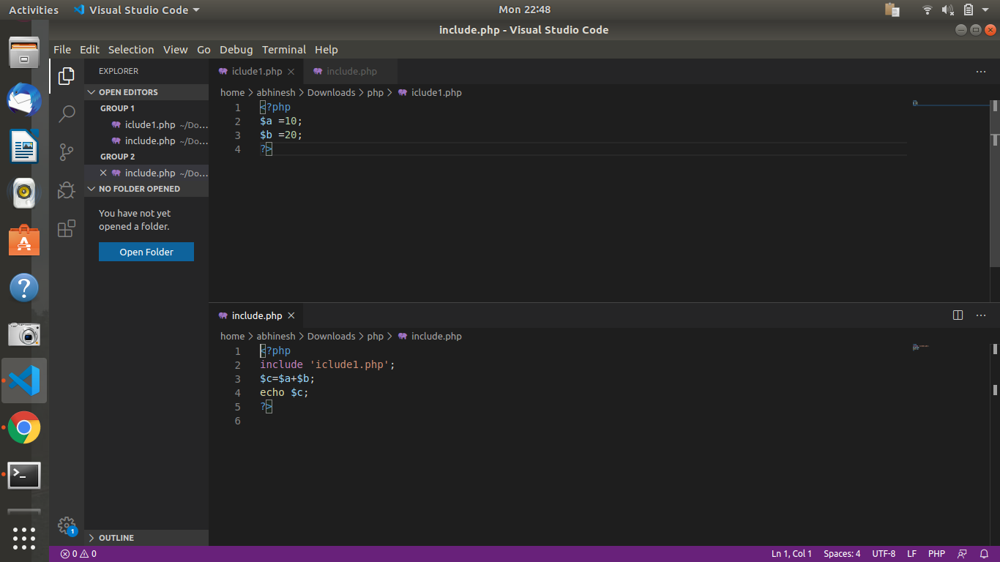 Activities Visual Studio Code Mon 22:48
include.php - Visual Studio Code
File Edit Selection View Go Debug Terminal Help
EXPLORER
OPEN EDITORS
GROUP 1
iclude1.php ~/Do...
include.php ~/Do...
GROUP 2
include.php ~/Do...
NO FOLDER OPENED
You have not yet
opened a folder.
Open Folder
OUTLINE
iclude1.php include.php
home > abhinesh > Downloads > php > iclude1.php
1 <?php
2 $a =10;
3 $b =20;
4 ?>
include.php
home > abhinesh > Downloads > php > include.php
1 <?php
2 include 'iclude1.php';
3 $c=$a+$b;
4 echo $c;
5 ?>
6
1
0 0 Ln 1, Col 1 Spaces: 4 UTF-8 LF PHP